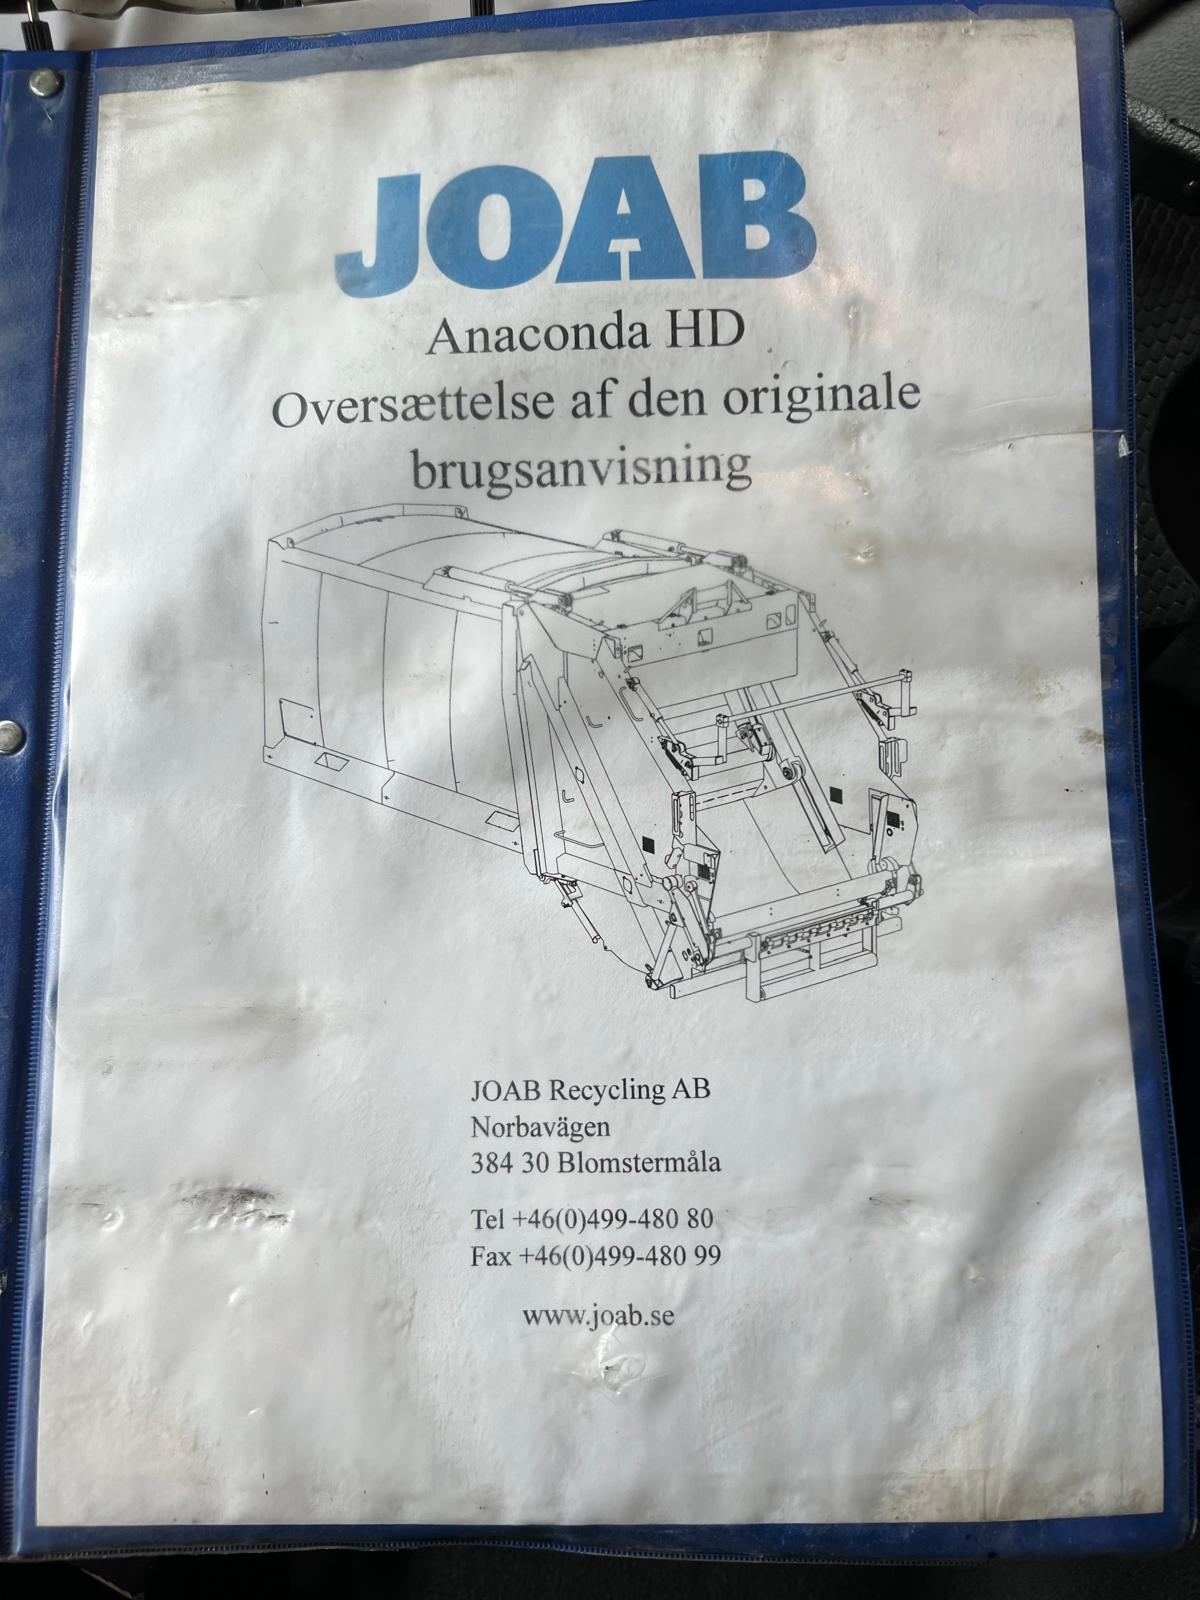 JOAB
Anaconda HD
Oversættelse af den originale
brugsanvisning
JOAB Recycling AB
Norbavägen
384 30 Blomstermåla
Tel +46(0)499-480 80
Fax +46(0)499-480 99
www.joab.se